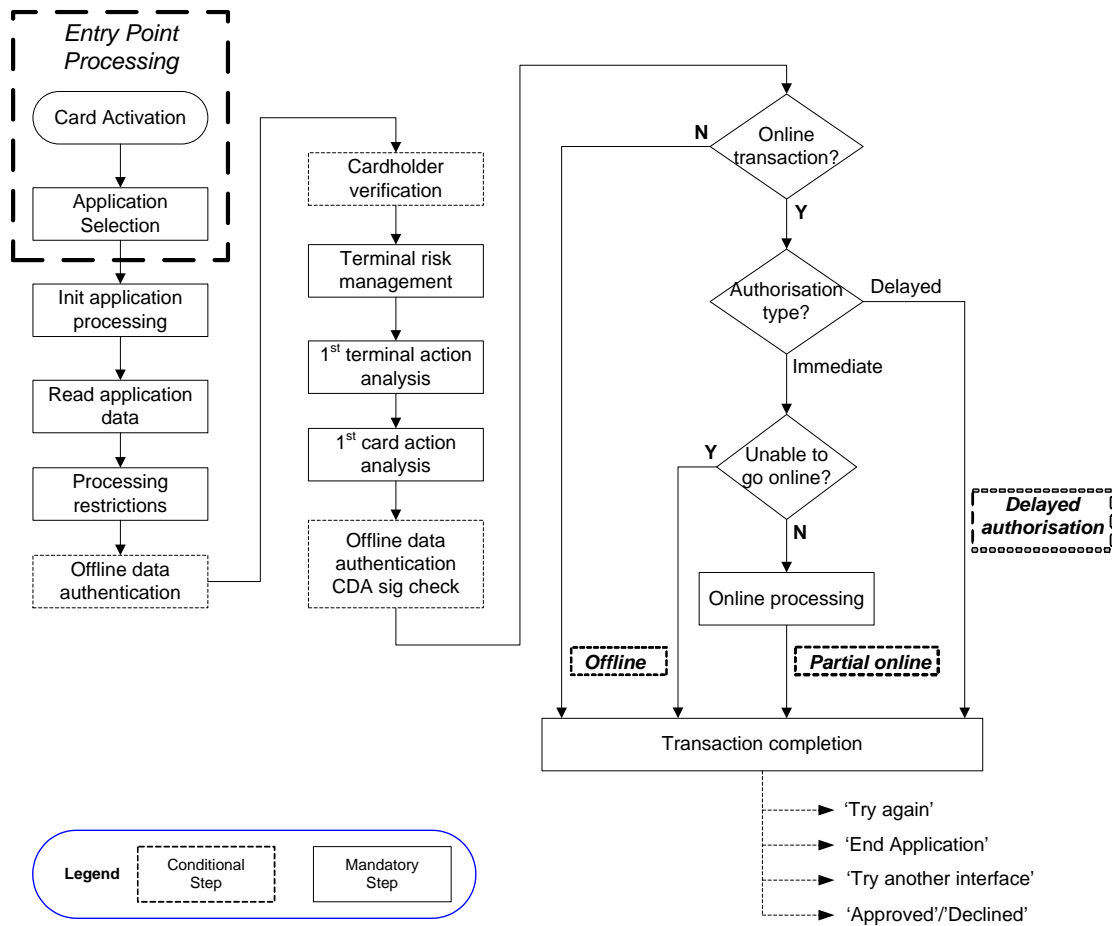 Entry Point
Processing
Card Activation
Application
Selection
Init application
processing
Read application
data
Processing
restrictions
Offline data
authentication
Cardholder
verification
Terminal risk
management
1st terminal action
analysis
1st card action
analysis
Offline data
authentication
CDA sig check
Online
transaction?
N
Y
Authorisation
type?
Delayed
Immediate
Unable to
go online?
Y
N
Delayed
authorisation
Online processing
Offline
Partial online
Transaction completion
‘Try again’
‘End Application’
‘Try another interface’
‘Approved’/’Declined’
Legend
Conditional
Step
Mandatory
Step